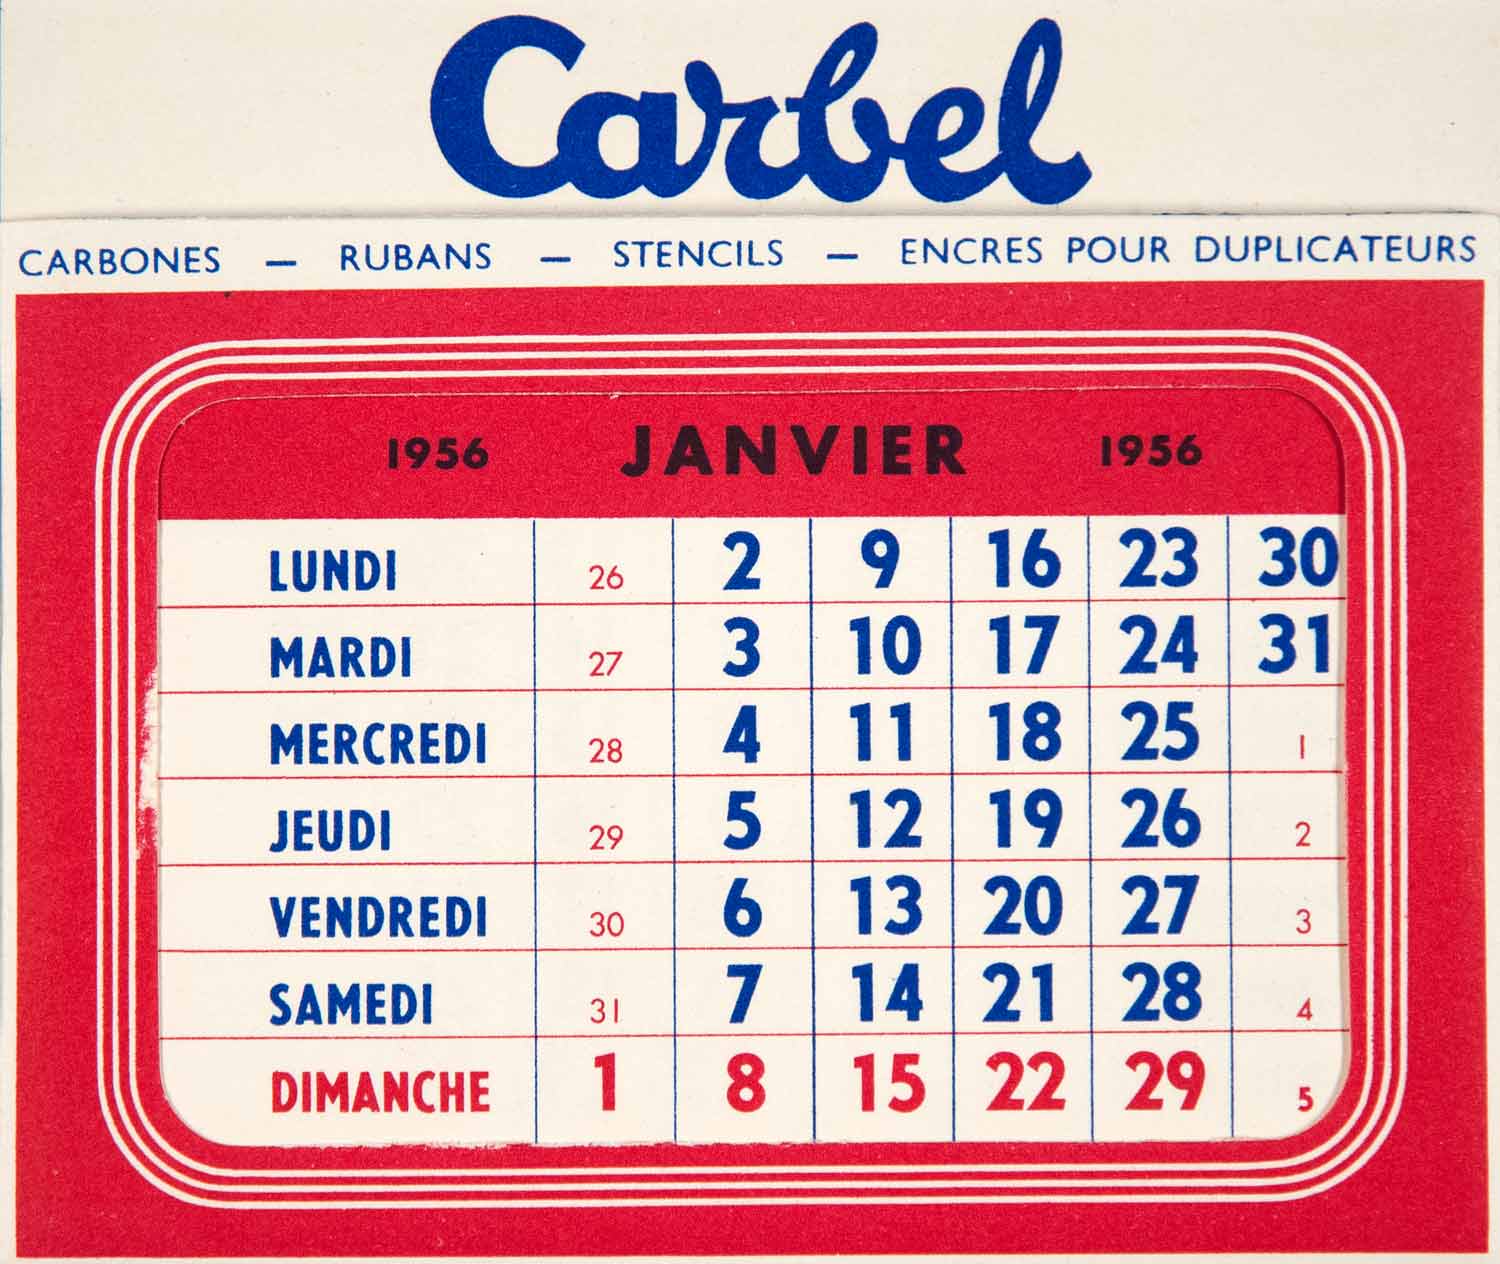 Carbel
CARBONES — RUBANS — STENCILS — ENCRES POUR DUPLICATEURS
1956 JANVIER 1956
LUNDI 26 2 9 16 23 30
MARDI 27 3 10 17 24 31
MERCREDI 28 4 11 18 25 1
JEUDI 29 5 12 19 26 2
VENDREDI 30 6 13 20 27 3
SAMEDI 31 7 14 21 28 4
DIMANCHE 1 8 15 22 29 5